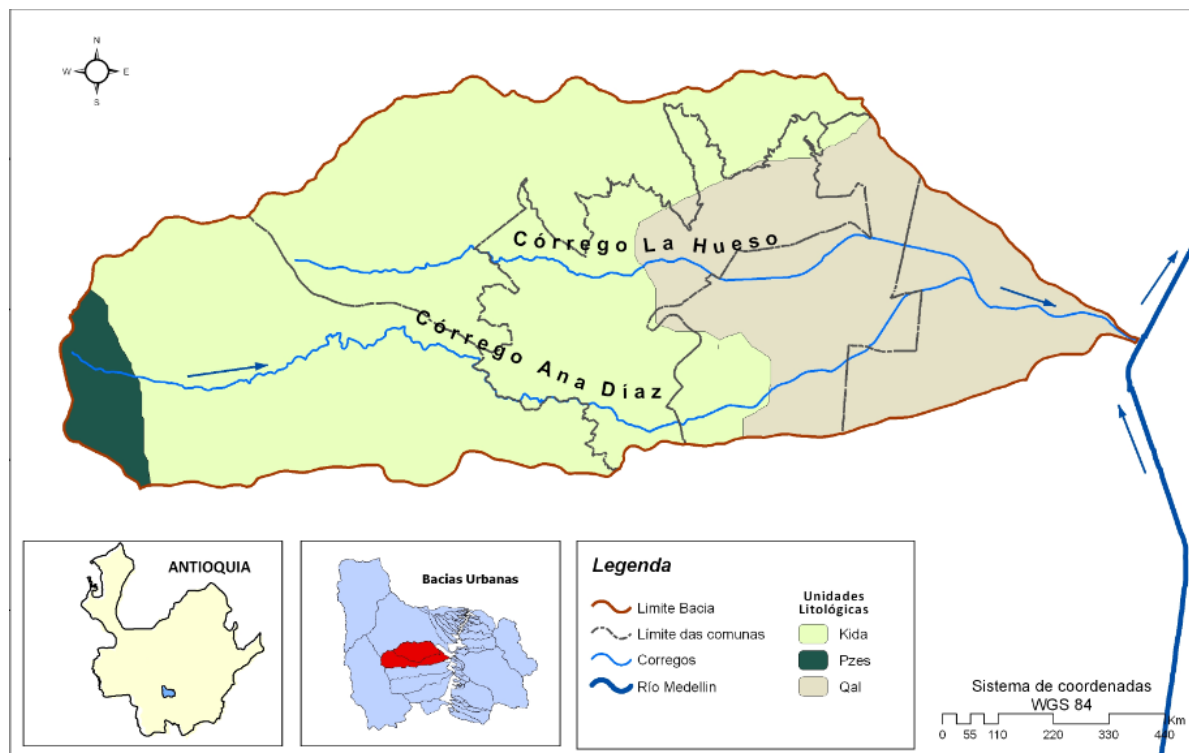 N
W E
S
Córrego La Hueso
Córrego Ana Díaz
ANTIOQUIA
Bacias Urbanas
Legenda
Limite Bacia
Límite das comunas
Corregos
Río Medellin
Unidades
Litológicas
Kida
Pzes
Qal
Sistema de coordenadas
WGS 84
Km
0 55 110 220 330 440